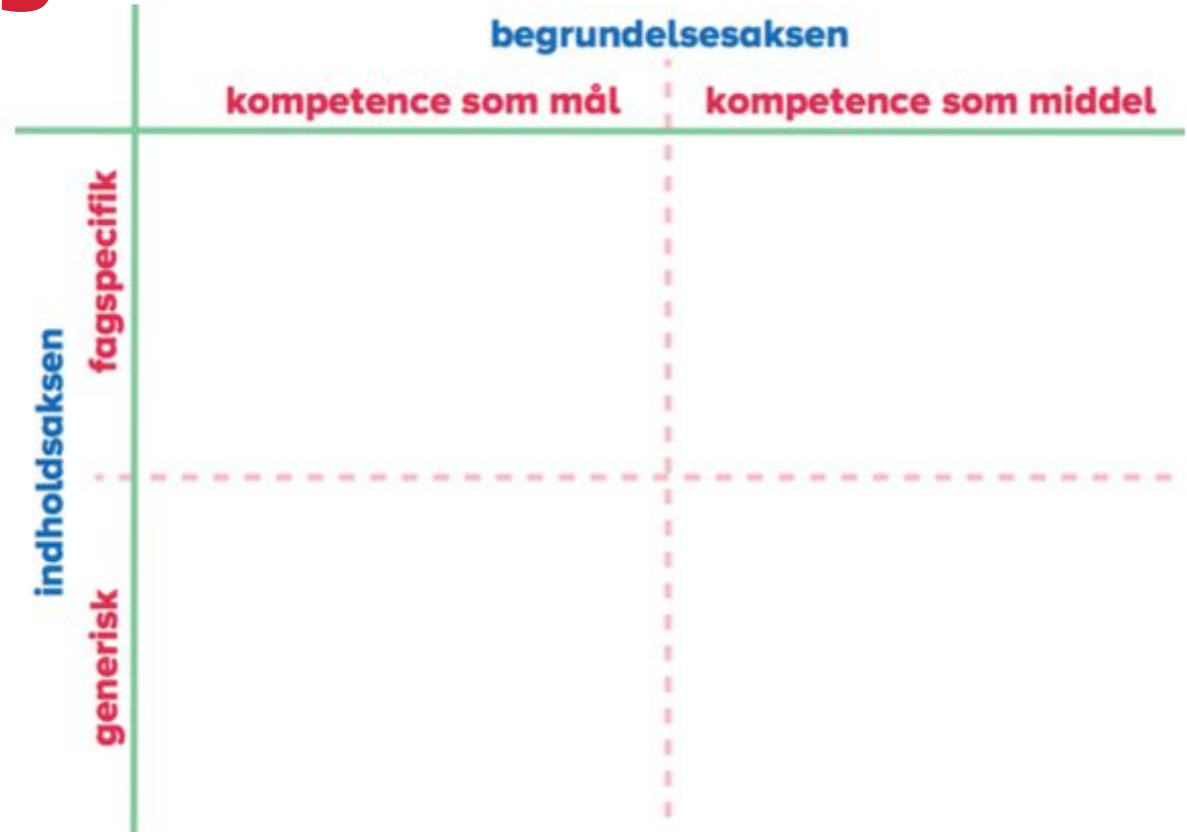 begrundelsesaksen
kompetence som mål
kompetence som middel
indholdsaksen
fagspecifik
generisk